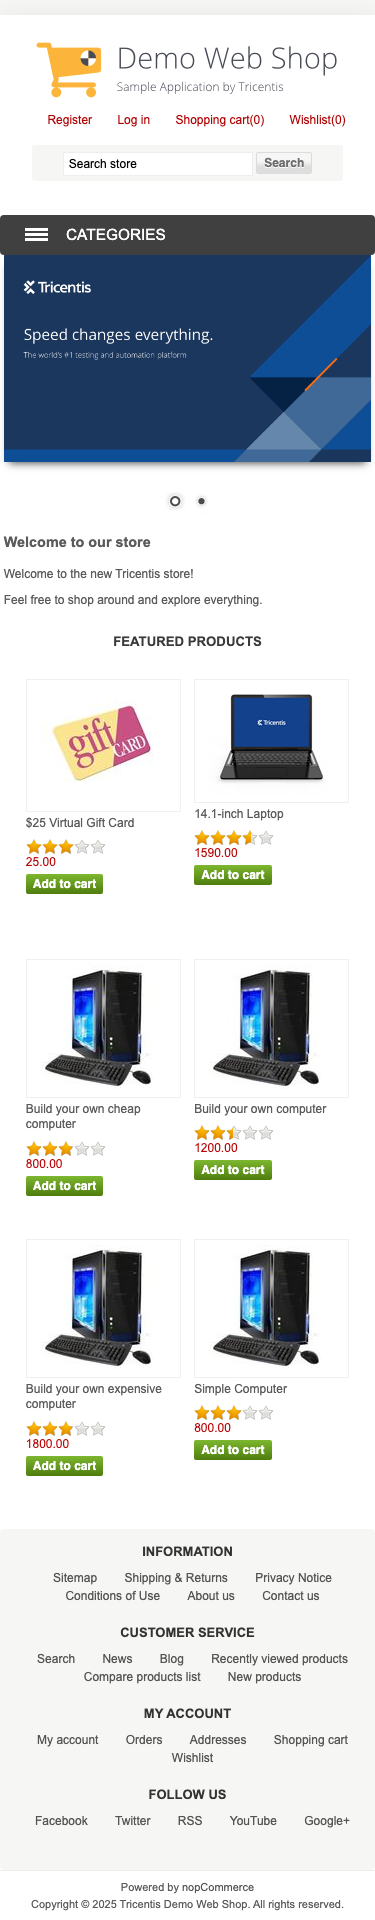 Demo Web Shop
Sample Application by Tricentis
Register Log in Shopping cart(0) Wishlist(0)
Search store Search
CATEGORIES
Tricentis
Speed changes everything.
The world's #1 testing and automation platform
Welcome to our store
Welcome to the new Tricentis store!
Feel free to shop around and explore everything.
FEATURED PRODUCTS
gift CARD
$25 Virtual Gift Card
25.00
Add to cart
Tricentis
14.1-inch Laptop
1590.00
Add to cart
Build your own cheap
computer
800.00
Add to cart
Build your own computer
1200.00
Add to cart
Build your own expensive
computer
1800.00
Add to cart
Simple Computer
800.00
Add to cart
INFORMATION
Sitemap Shipping & Returns Privacy Notice
Conditions of Use About us Contact us
CUSTOMER SERVICE
Search News Blog Recently viewed products
Compare products list New products
MY ACCOUNT
My account Orders Addresses Shopping cart
Wishlist
FOLLOW US
Facebook Twitter RSS YouTube Google+
Powered by nopCommerce
Copyright © 2025 Tricentis Demo Web Shop. All rights reserved.